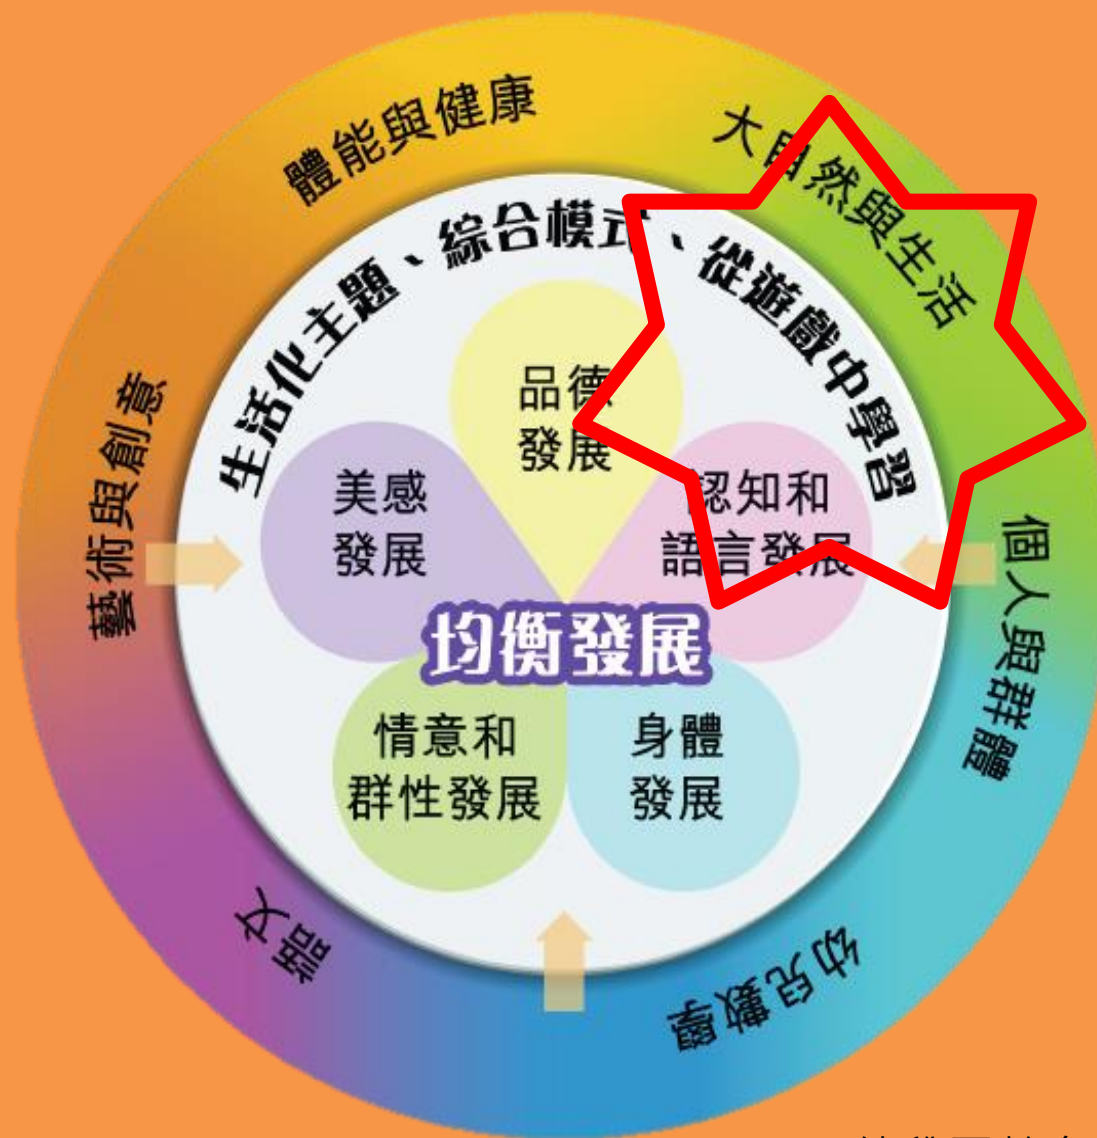 體能與健康
大自然與生活
個人與群體
幼兒數學
語文
藝術與創意
生活化主題、綜合模式、從遊戲中學習
品德
發展
美感
發展
認知和
語言發展
均衡發展
情意和
群性發展
身體
發展